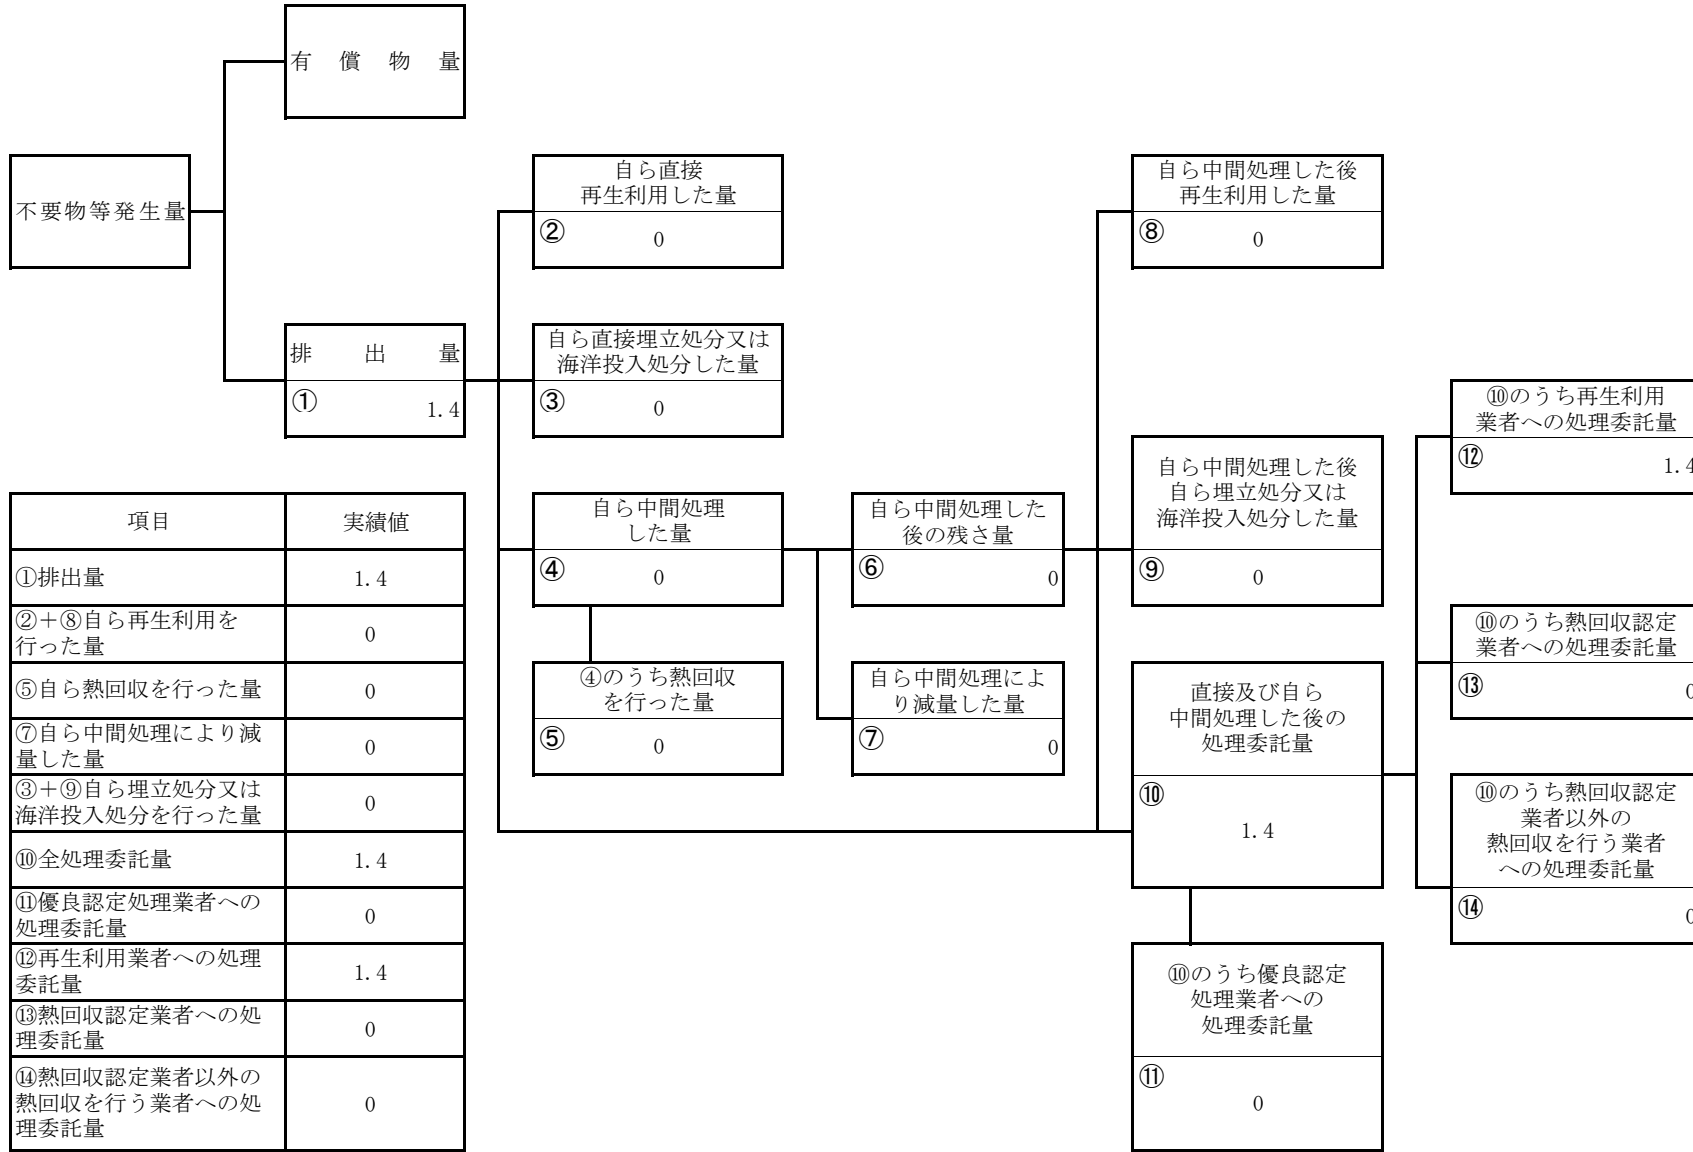 有償物量
不要物等発生量
自ら直接
再生利用した量
② 0
自ら中間処理した後
再生利用した量
⑧ 0
排出量
① 1.4
自ら直接埋立処分又は
海洋投入処分した量
③ 0
⑩のうち再生利用
業者への処理委託量
⑫ 1.4
自ら中間処理
した量
④ 0
自ら中間処理した
後の残さ量
⑥ 0
自ら中間処理した後
自ら埋立処分又は
海洋投入処分した量
⑨ 0
⑩のうち熱回収認定
業者への処理委託量
⑬ 0
④のうち熱回収
を行った量
⑤ 0
自ら中間処理によ
り減量した量
⑦ 0
直接及び自ら
中間処理した後の
処理委託量
⑩
1.4
⑩のうち熱回収認定
業者以外の
熱回収を行う業者
への処理委託量
⑭ 0
⑩のうち優良認定
処理業者への
処理委託量
⑪
0
項目 実績値
①排出量 1.4
②+⑧自ら再生利用を
行った量 0
⑤自ら熱回収を行った量 0
⑦自ら中間処理により減
量した量 0
③+⑨自ら埋立処分又は
海洋投入処分を行った量 0
⑩全処理委託量 1.4
⑪優良認定処理業者への
処理委託量 0
⑫再生利用業者への処理
委託量 1.4
⑬熱回収認定業者への処
理委託量 0
⑭熱回収認定業者以外の
熱回収を行う業者への処
理委託量 0